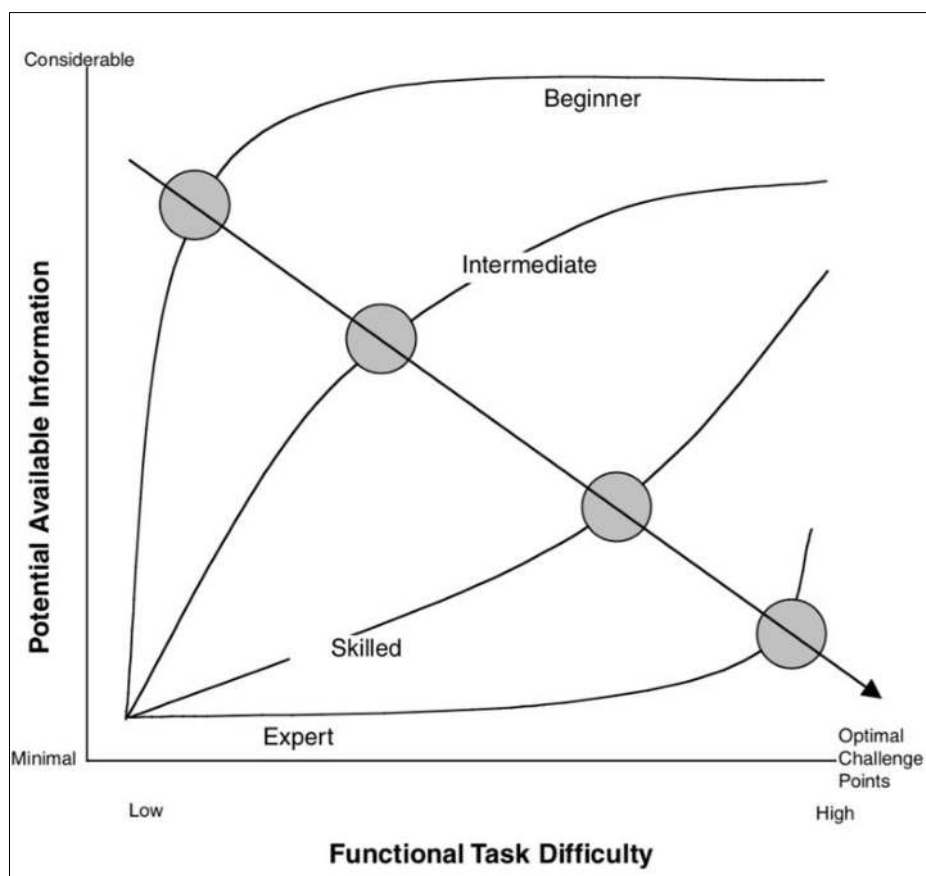 Considerable
Beginner
Intermediate
Potential Available Information
Skilled
Expert
Minimal
Optimal
Challenge
Points
Low
High
Functional Task Difficulty